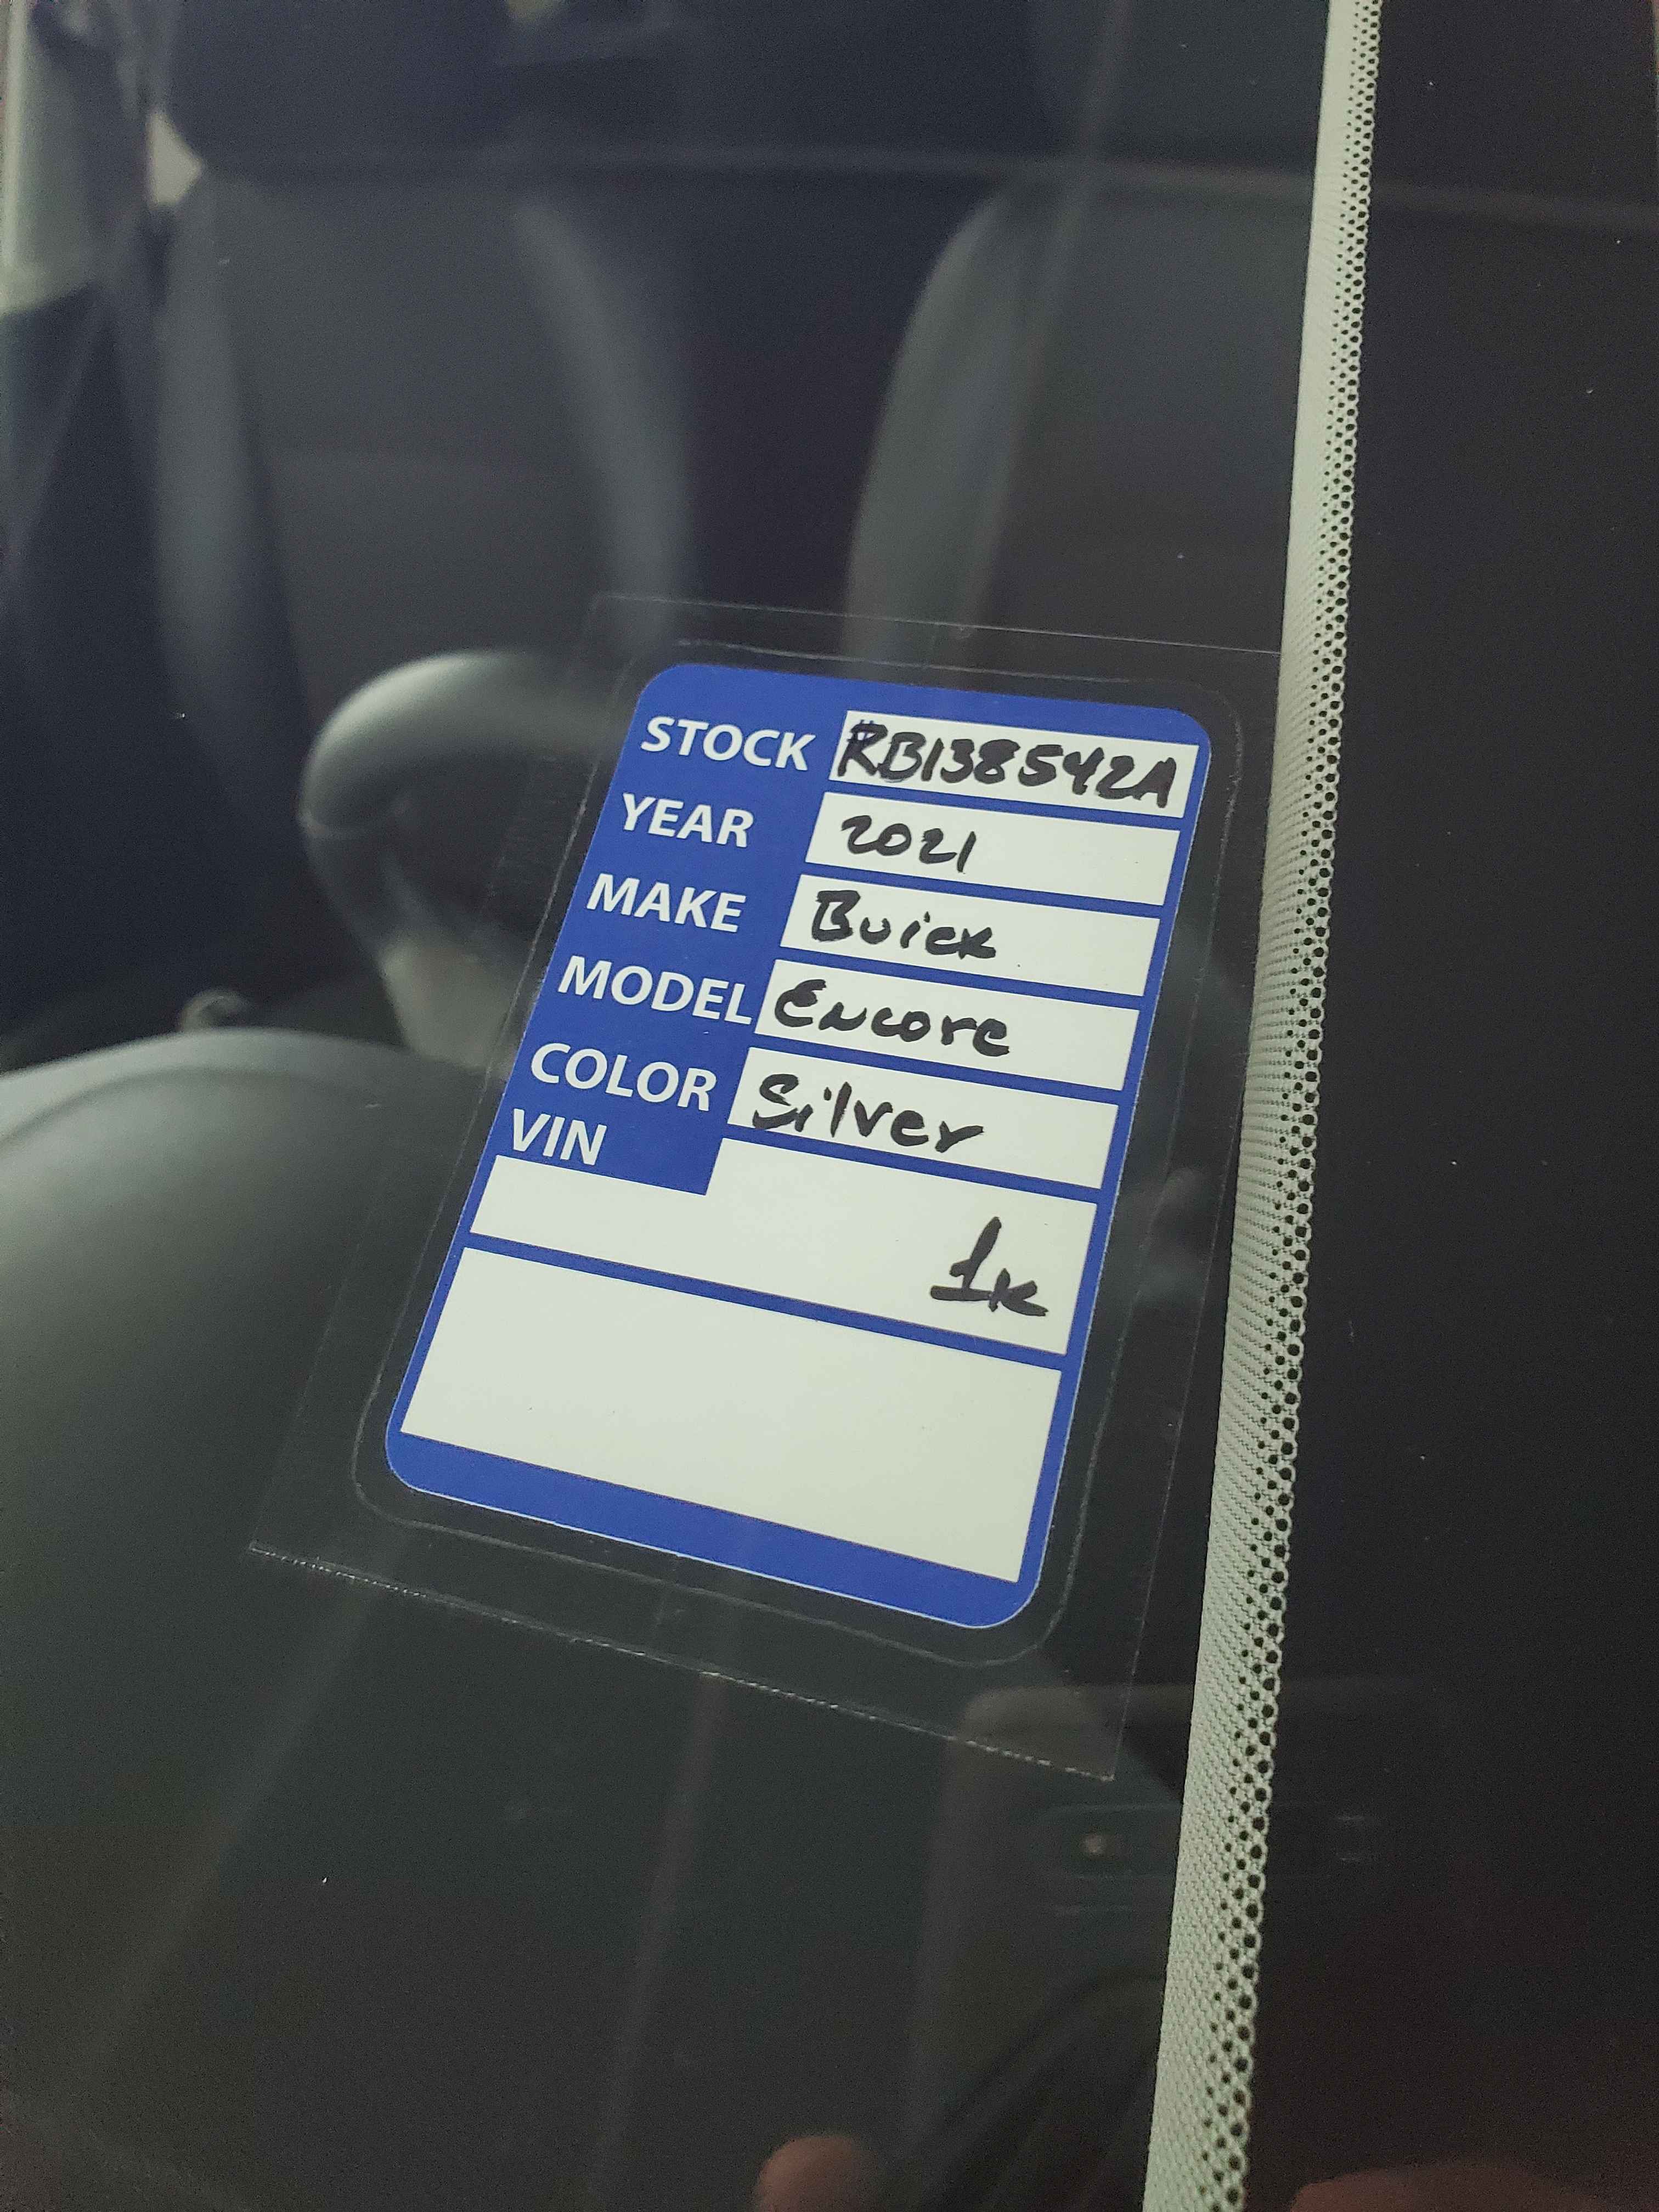 STOCK RB138542A
YEAR 2021
MAKE Buick
MODEL Encore
COLOR Silver
VIN
1K